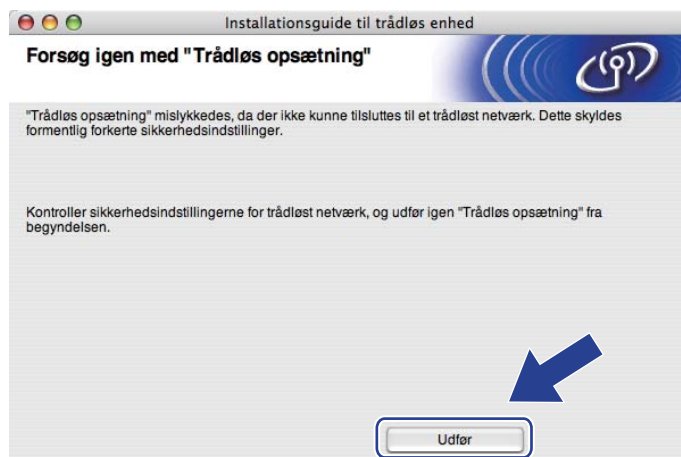 Installationsguide til trådløs enhed
Forsøg igen med "Trådløs opsætning"
"Trådløs opsætning" mislykkedes, da der ikke kunne tilsluttes til et trådløst netværk. Dette skyldes
formentlig forkerte sikkerhedsindstillinger.
Kontroller sikkerhedsindstillingerne for trådløst netværk, og udfør igen "Trådløs opsætning" fra
begyndelsen.
Udfør